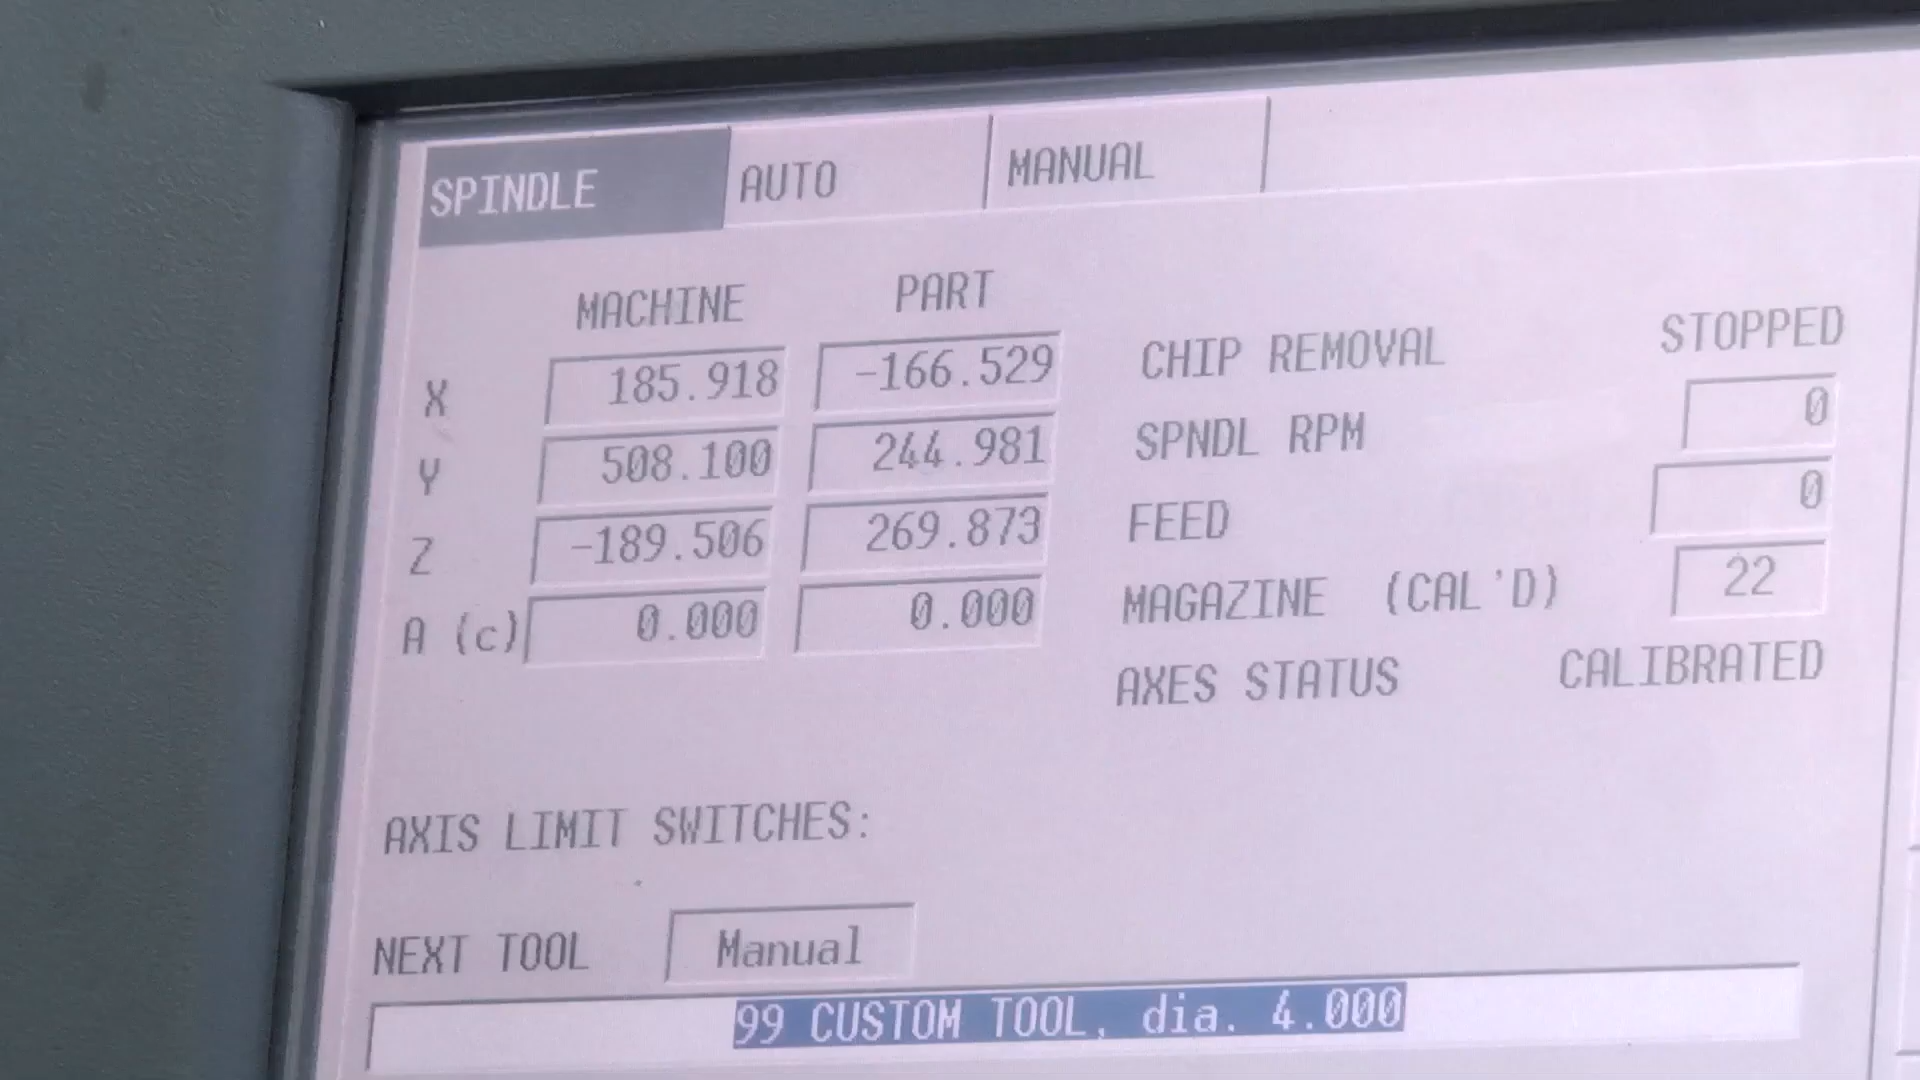 SPINDLE AUTO MANUAL
MACHINE PART
X 185.918 -166.529 CHIP REMOVAL STOPPED
Y 508.100 244.981 SPNDL RPM 0
Z -189.506 269.873 FEED 0
A (c) 0.000 0.000 MAGAZINE (CAL'D) 22
AXES STATUS CALIBRATED
AXIS LIMIT SWITCHES:
NEXT TOOL Manual
99 CUSTOM TOOL, dia. 4.000